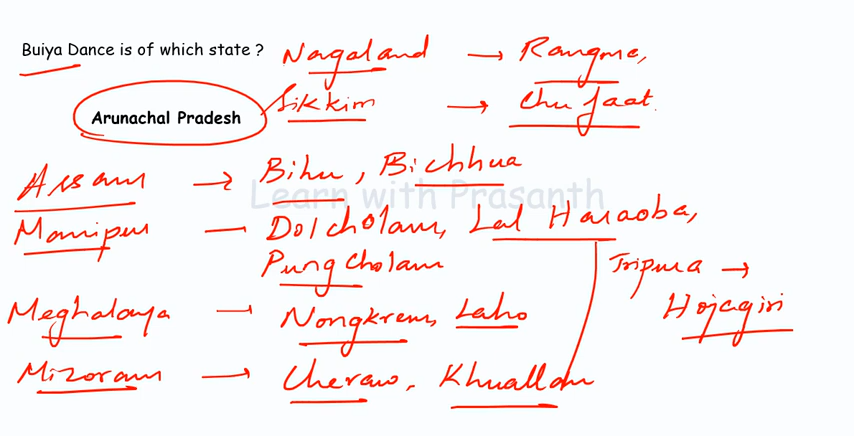 Buiya Dance is of which state ? Nagaland → Rangma,
Arunachal Pradesh Sikkim → Chu faat.
Assam → Bihu, Bichhua
Learn with Prasanth
Manipur — Dol cholam, Lal Haraoba,
Pung Cholam
Tripura →
Hojagiri
Meghalaya → Nongkrem, Laho
Mizoram → Cheraw, Khuallam